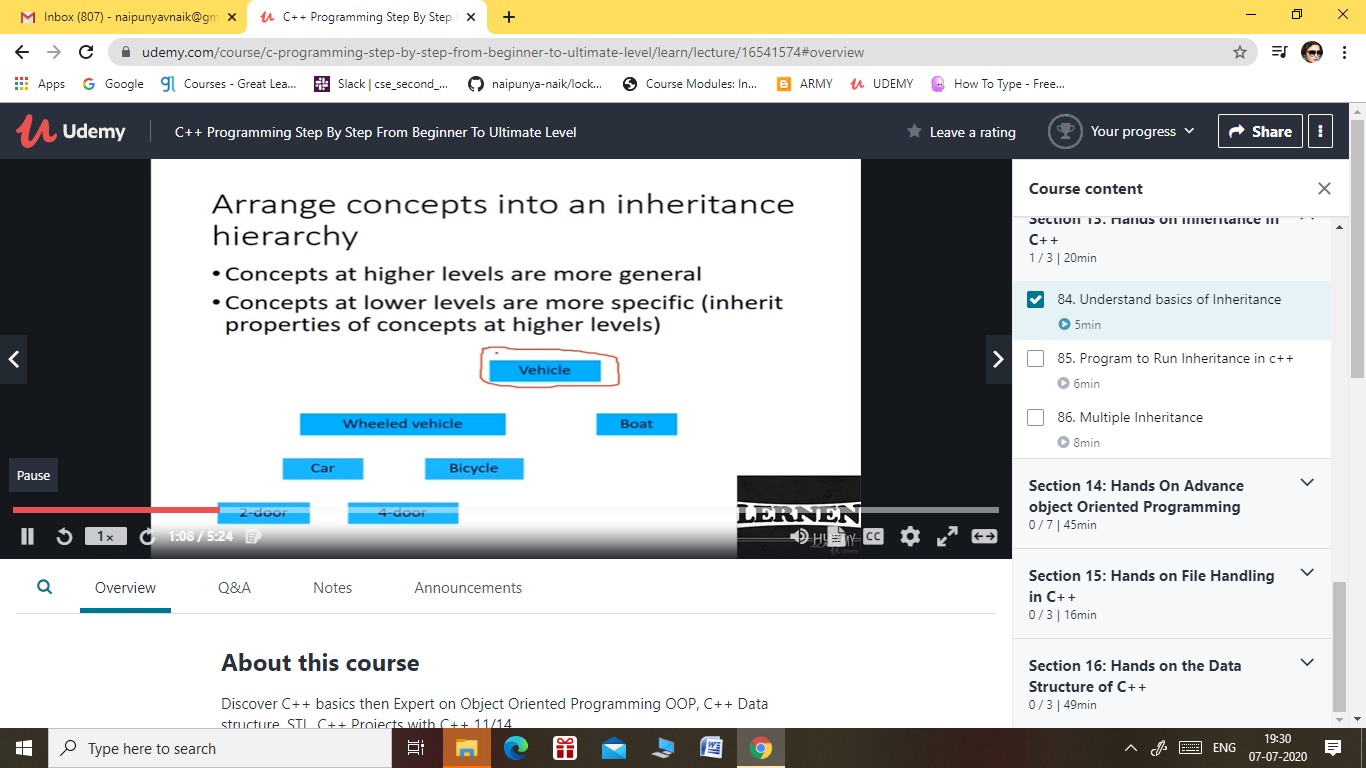 Inbox (807) - naipunyavnaik@gm
C++ Programming Step By Step
udemy.com/course/c-programming-step-by-step-from-beginner-to-ultimate-level/learn/lecture/16541574#overview
Apps Google Courses - Great Lea... Slack | cse_second_... naipunya-naik/lock... Course Modules: In... ARMY UDEMY How To Type - Free...
Udemy C++ Programming Step By Step From Beginner To Ultimate Level Leave a rating Your progress Share
Arrange concepts into an inheritance
hierarchy
• Concepts at higher levels are more general
• Concepts at lower levels are more specific (inherit
properties of concepts at higher levels)
Vehicle
Wheeled vehicle Boat
Car Bicycle
2-door 4-door
LERNEN
Udemy
Pause
1x 1:08 / 5:24 CC
Course content
Section 13: Hands on Inheritance in
C++
1 / 3 | 20min
84. Understand basics of Inheritance
5min
85. Program to Run Inheritance in c++
6min
86. Multiple Inheritance
8min
Section 14: Hands On Advance
object Oriented Programming
0 / 7 | 45min
Section 15: Hands on File Handling
in C++
0 / 3 | 16min
Section 16: Hands on the Data
Structure of C++
0 / 3 | 49min
Overview Q&A Notes Announcements
About this course
Discover C++ basics then Expert on Object Oriented Programming OOP, C++ Data
structure, STL, C++ Projects with C++ 11/14
Type here to search
ENG
19:30
07-07-2020